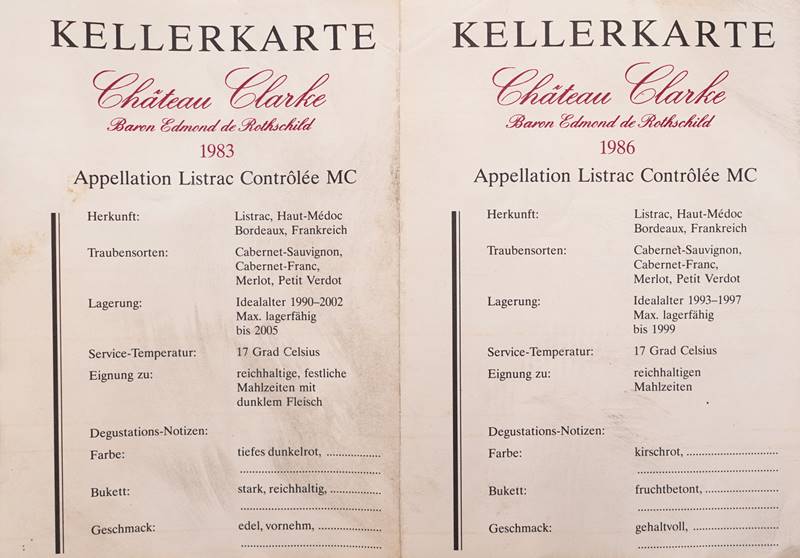 KELLERKARTE
Château Clarke
Baron Edmond de Rothschild
1983
Appellation Listrac Contrôlée MC
Herkunft: Listrac, Haut-Médoc
Bordeaux, Frankreich
Traubensorten: Cabernet-Sauvignon,
Cabernet-Franc,
Merlot, Petit Verdot
Lagerung: Idealalter 1990–2002
Max. lagerfähig
bis 2005
Service-Temperatur: 17 Grad Celsius
Eignung zu: reichhaltige, festliche
Mahlzeiten mit
dunklem Fleisch
Degustations-Notizen:
Farbe: tiefes dunkelrot, ..................
Bukett: stark, reichhaltig, ..................
Geschmack: edel, vornehm, ..................
KELLERKARTE
Château Clarke
Baron Edmond de Rothschild
1986
Appellation Listrac Contrôlée MC
Herkunft: Listrac, Haut-Médoc
Bordeaux, Frankreich
Traubensorten: Cabernet-Sauvignon,
Cabernet-Franc,
Merlot, Petit Verdot
Lagerung: Idealalter 1993–1997
Max. lagerfähig
bis 1999
Service-Temperatur: 17 Grad Celsius
Eignung zu: reichhaltigen
Mahlzeiten
Degustations-Notizen:
Farbe: kirschrot, ..................
Bukett: fruchtbetont, ..................
Geschmack: gehaltvoll, ..................